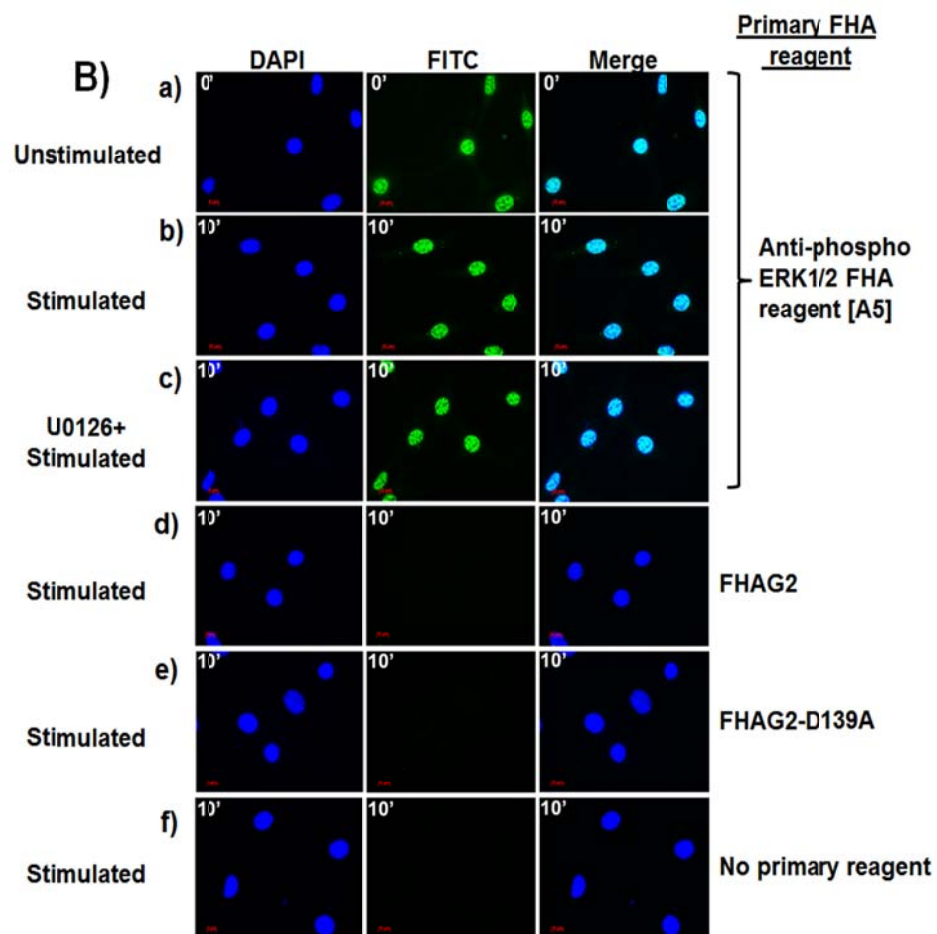 Primary FHA
reagent
B)
DAPI FITC Merge
a) 0’ 0’ 0’
Unstimulated
b) 10’ 10’ 10’
Stimulated
Anti-phospho
ERK1/2 FHA
reagent [A5]
c) 10’ 10’ 10’
U0126+
Stimulated
d) 10’ 10’ 10’
Stimulated
FHAG2
e) 10’ 10’ 10’
Stimulated
FHAG2-D139A
f) 10’ 10’ 10’
Stimulated
No primary reagent